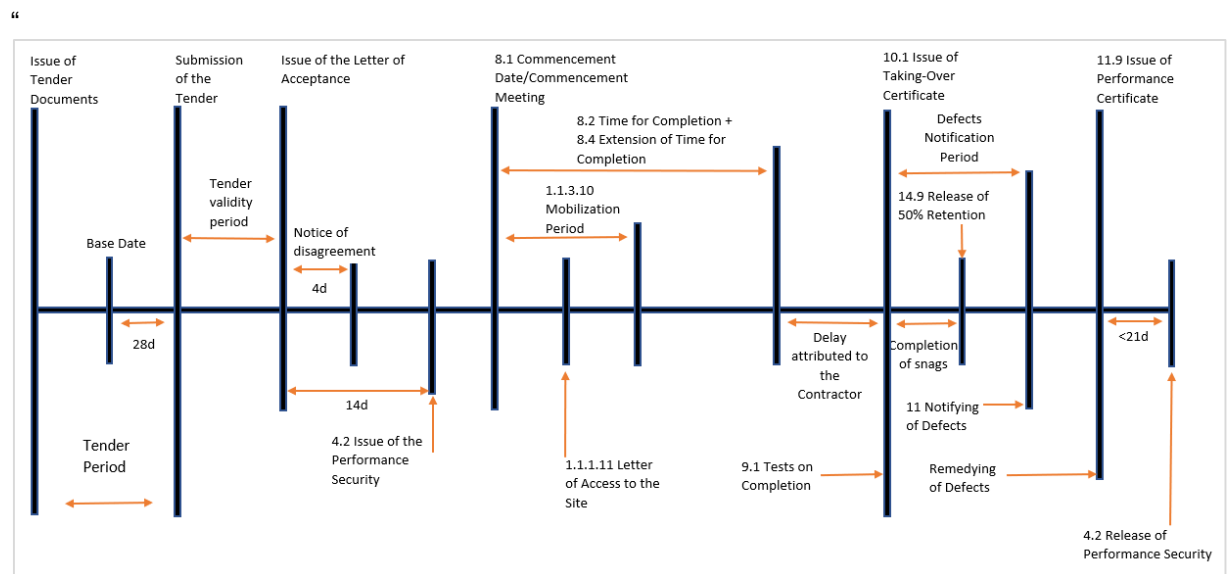 “
Issue of
Tender
Documents
Submission
of the
Tender
Issue of the Letter of
Acceptance
8.1 Commencement
Date/Commencement
Meeting
10.1 Issue of
Taking-Over
Certificate
11.9 Issue of
Performance
Certificate
8.2 Time for Completion +
8.4 Extension of Time for
Completion
Defects
Notification
Period
Tender
validity
period
1.1.3.10
Mobilization
Period
14.9 Release of
50% Retention
Base Date
Notice of
disagreement
4d
28d
Delay
attributed to
the
Contractor
Completion
of snags
<21d
14d
11 Notifying
of Defects
Tender
Period
4.2 Issue of the
Performance
Security
1.1.1.11 Letter
of Access to the
Site
9.1 Tests on
Completion
Remedying
of Defects
4.2 Release of
Performance Security